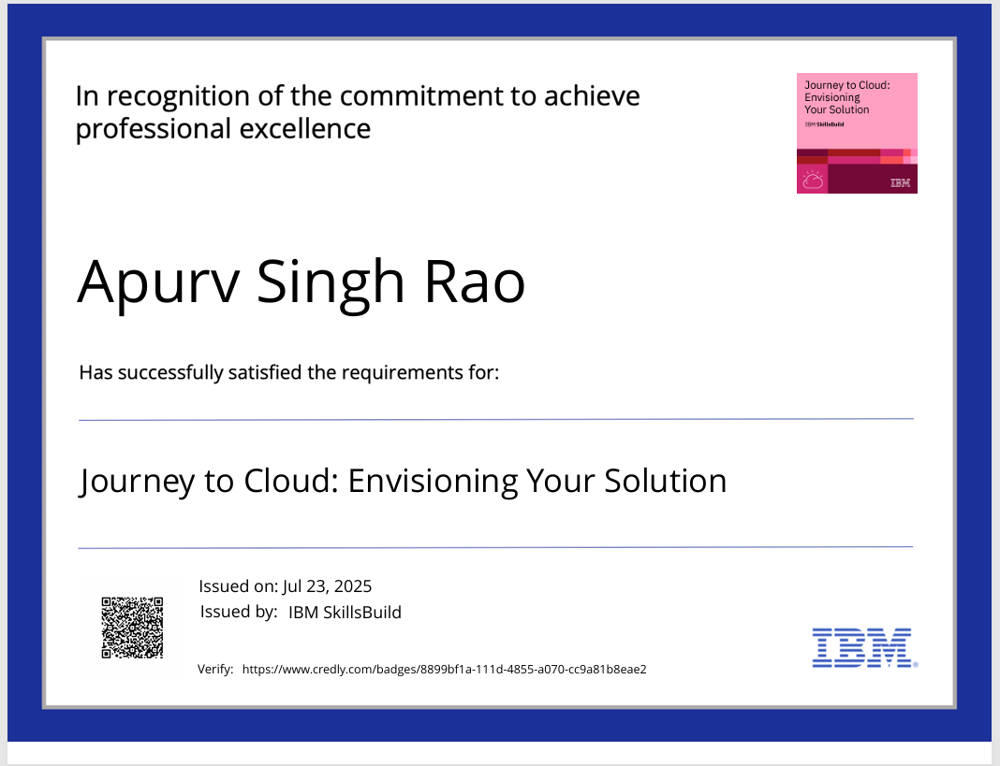 In recognition of the commitment to achieve
professional excellence
Journey to Cloud:
Envisioning
Your Solution
IBM SkillsBuild
IBM
Apurv Singh Rao
Has successfully satisfied the requirements for:
Journey to Cloud: Envisioning Your Solution
Issued on: Jul 23, 2025
Issued by: IBM SkillsBuild
Verify: https://www.credly.com/badges/8899bf1a-111d-4855-a070-cc9a81b8eae2
IBM®